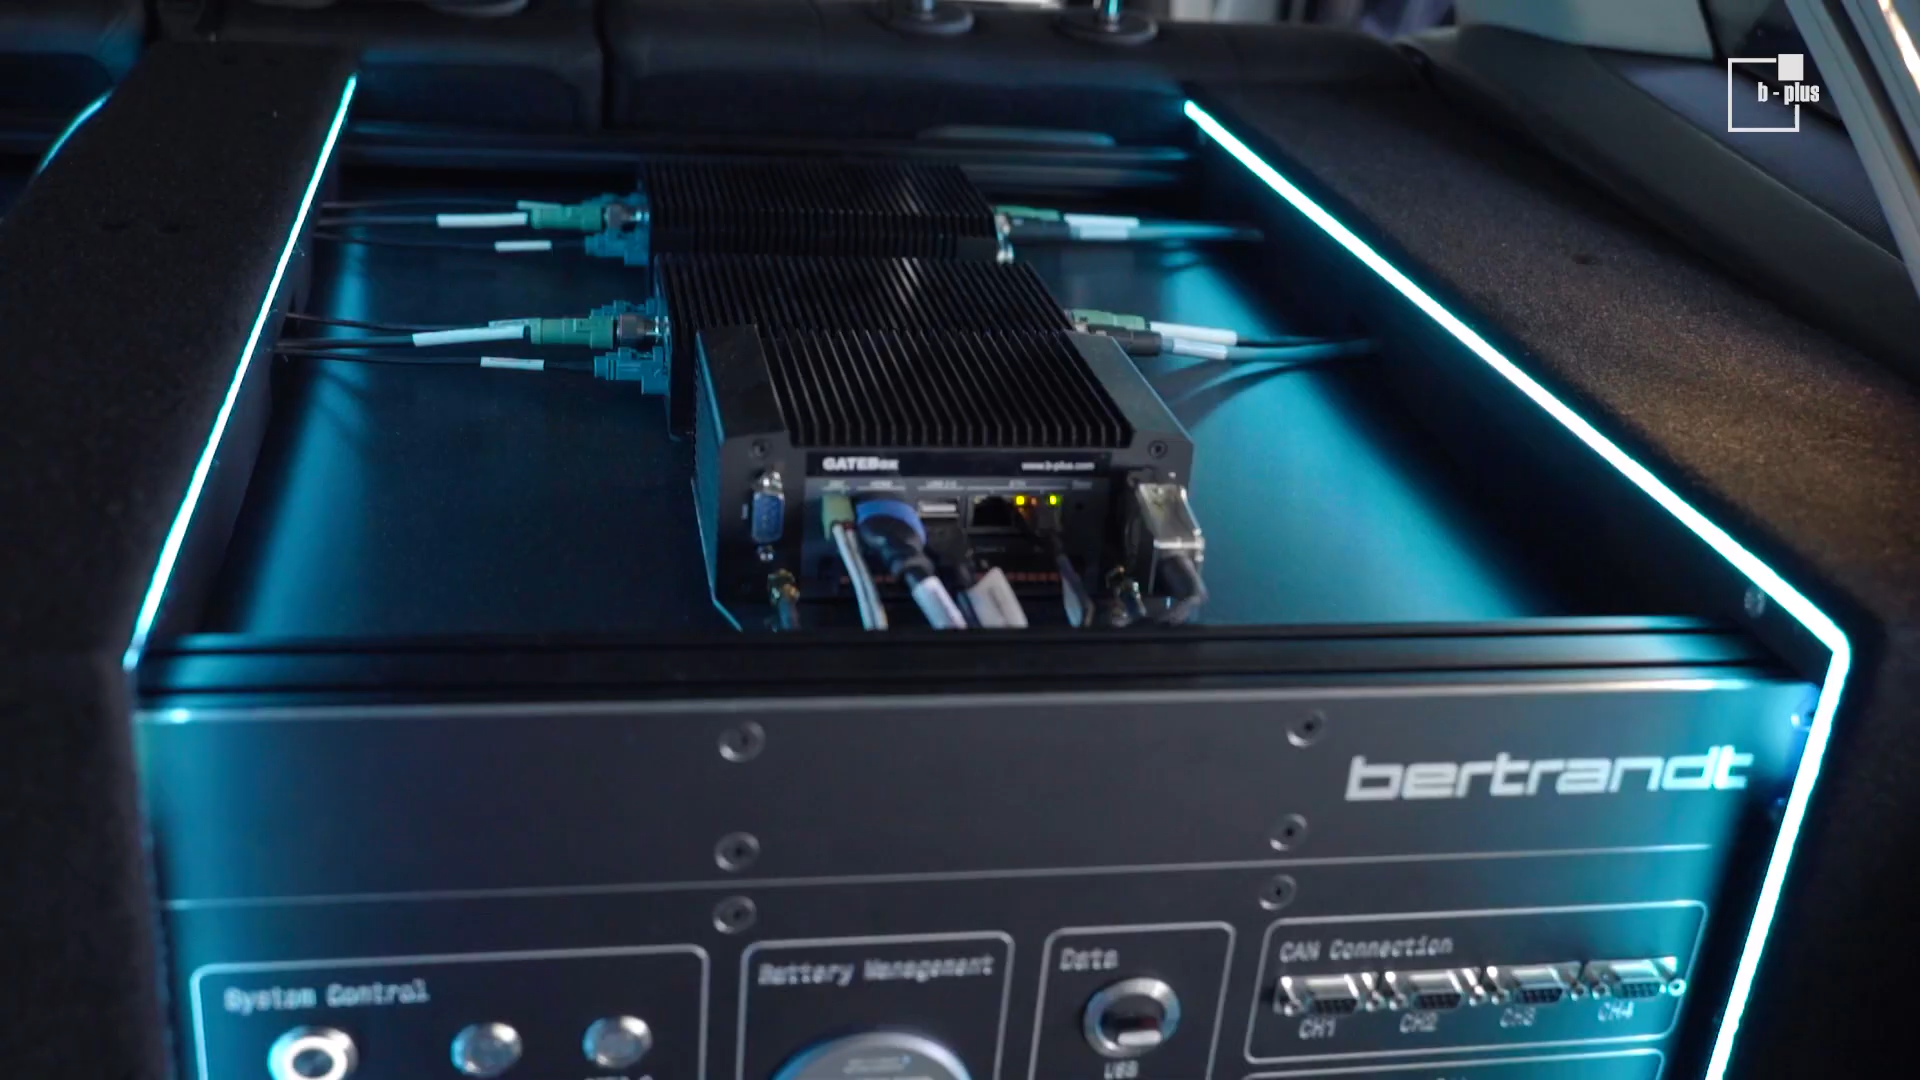 b-plus
GATEBox
www.b-plus.com
bertrandt
System Control
Battery Management
Data
USB
CAN Connection
CH1
CH2
CH3
CH4